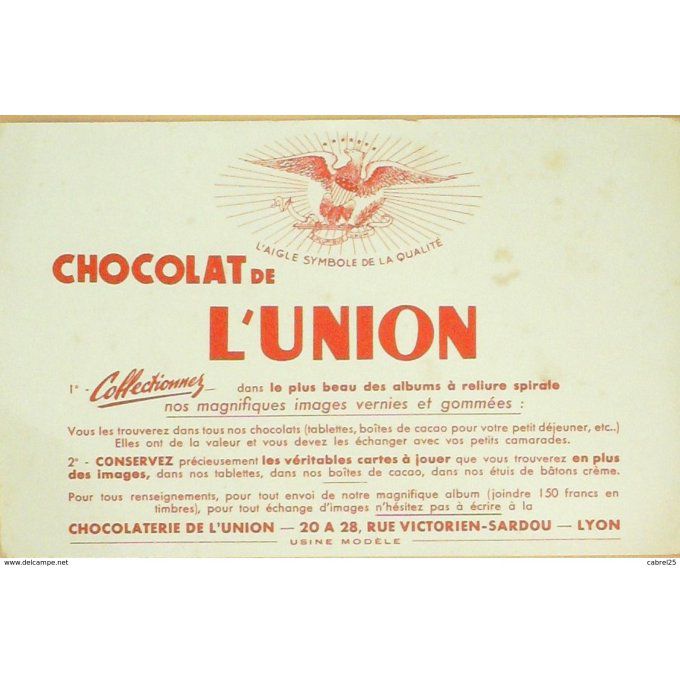 L'AIGLE SYMBOLE DE LA QUALITÉ
CHOCOLAT DE
L'UNION
1° - Collectionnez - dans le plus beau des albums à reliure spirale
nos magnifiques images vernies et gommées :
Vous les trouverez dans tous nos chocolats (tablettes, boîtes de cacao pour votre petit déjeuner, etc..)
Elles ont de la valeur et vous devez les échanger avec vos petits camarades.
2° - CONSERVEZ précieusement les véritables cartes à jouer que vous trouverez en plus
des images, dans nos tablettes, dans nos boîtes de cacao, dans nos étuis de bâtons crème.
Pour tous renseignements, pour tout envoi de notre magnifique album (joindre 150 francs en
timbres), pour tout échange d'images n'hésitez pas à écrire à la
CHOCOLATERIE DE L'UNION — 20 A 28, RUE VICTORIEN-SARDOU — LYON
USINE MODÈLE
www.delcampe.net
cabrel25